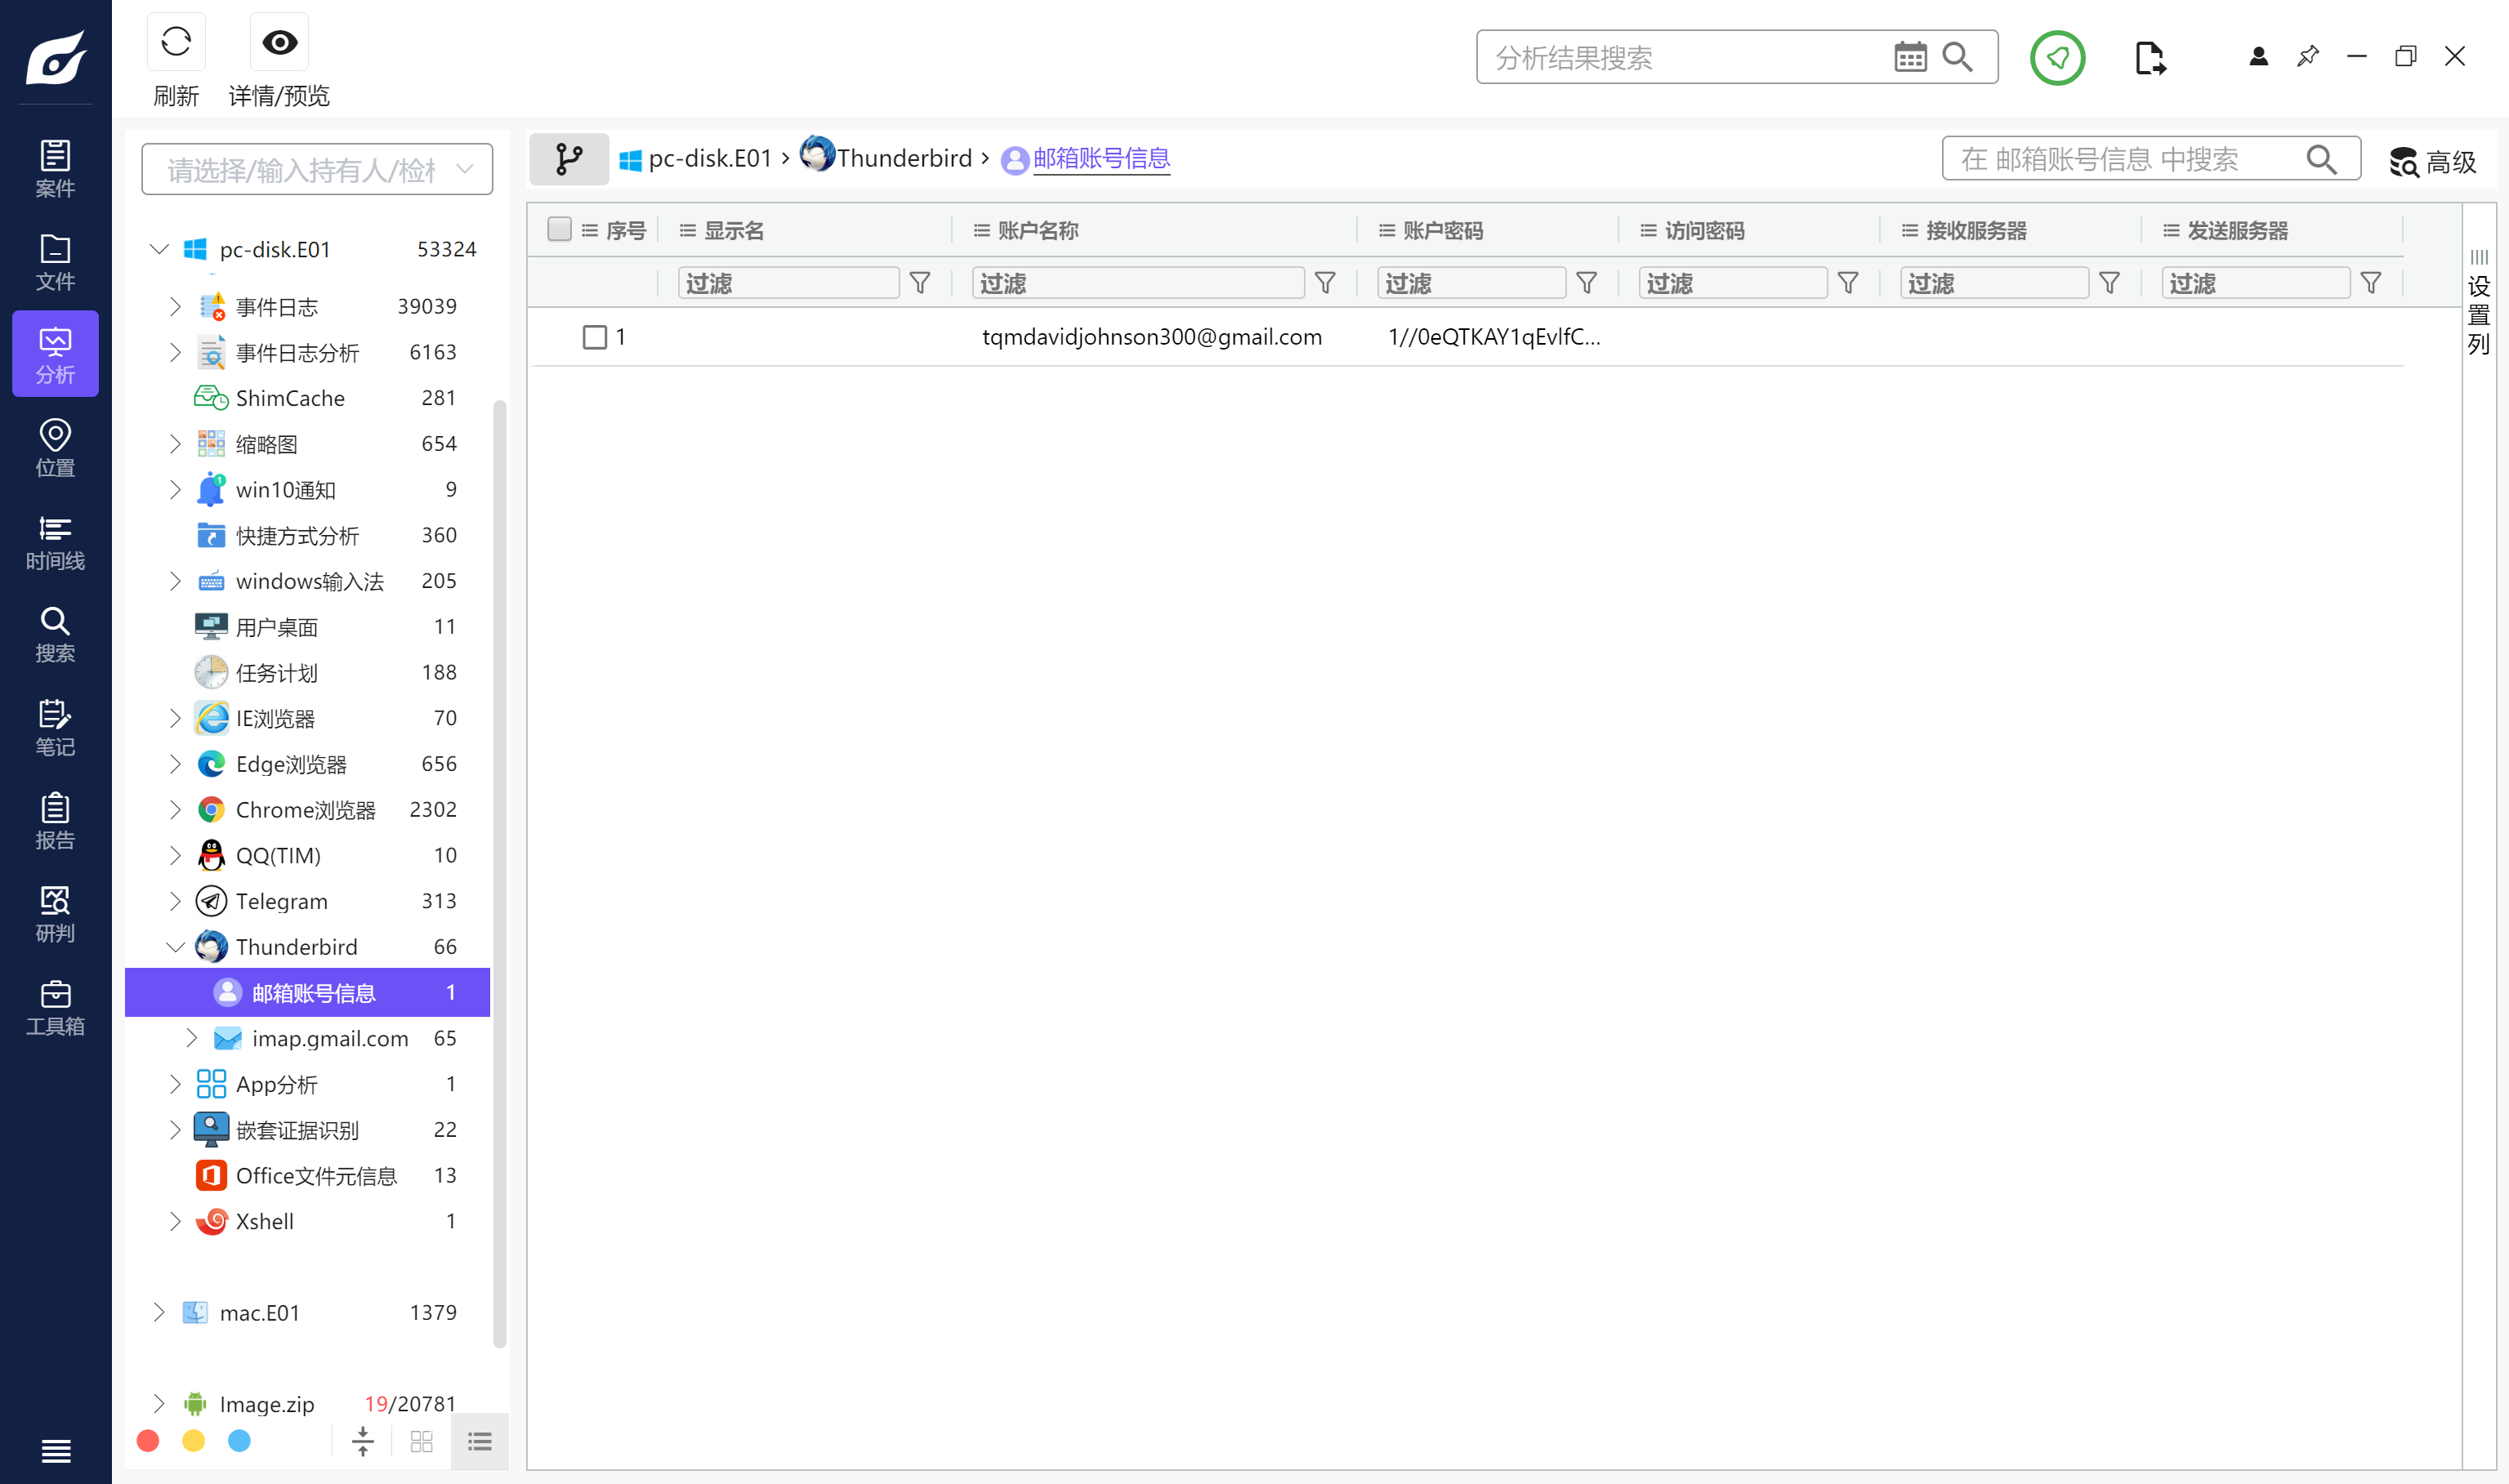 刷新
详情/预览
分析结果搜索
案件
文件
分析
位置
时间线
搜索
笔记
报告
研判
工具箱
请选择/输入持有人/检
pc-disk.E01 53324
事件日志 39039
事件日志分析 6163
ShimCache 281
缩略图 654
win10通知 9
快捷方式分析 360
windows输入法 205
用户桌面 11
任务计划 188
IE浏览器 70
Edge浏览器 656
Chrome浏览器 2302
QQ(TIM) 10
Telegram 313
Thunderbird 66
邮箱账号信息 1
imap.gmail.com 65
App分析 1
嵌套证据识别 22
Office文件元信息 13
Xshell 1
mac.E01 1379
Image.zip 19/20781
pc-disk.E01 › Thunderbird › 邮箱账号信息
在 邮箱账号信息 中搜索
高级
序号 显示名 账户名称 账户密码 访问密码 接收服务器 发送服务器
过滤 过滤 过滤 过滤 过滤 过滤
1 tqmdavidjohnson300@gmail.com 1//0eQTKAY1qEvlfC...
设置列